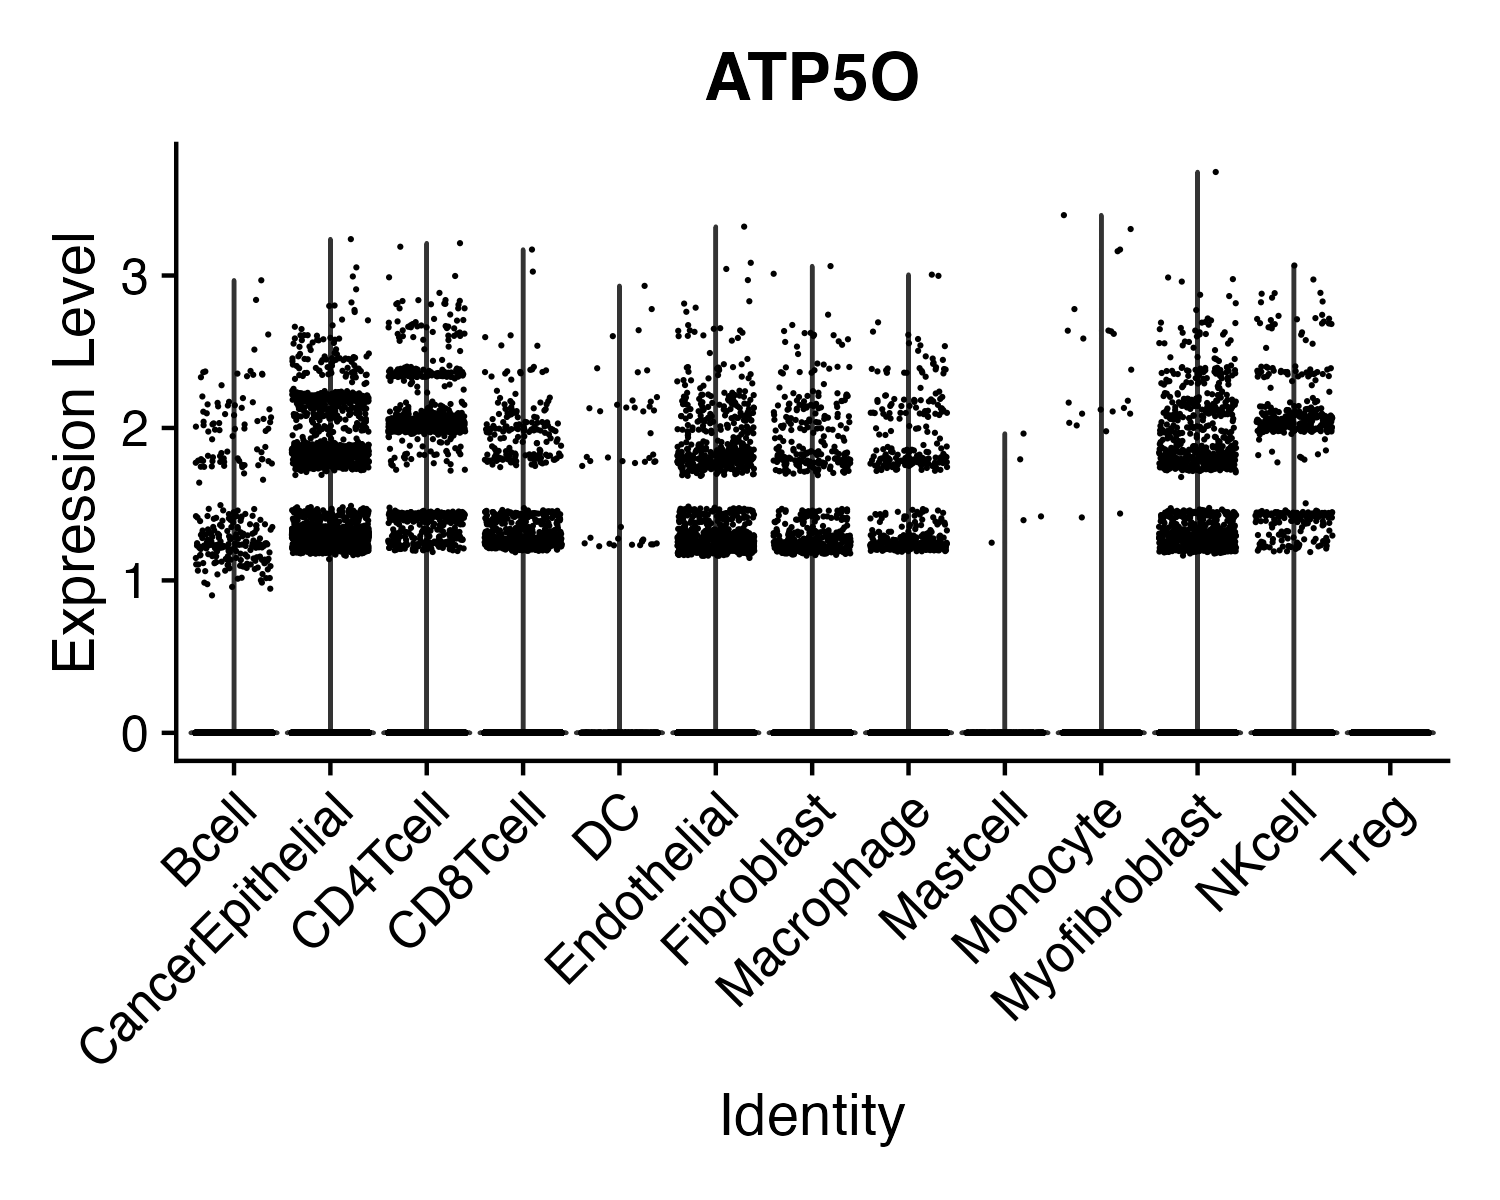 ATP5O
Expression Level
3
2
1
0
Bcell
CancerEpithelial
CD4Tcell
CD8Tcell
DC
Endothelial
Fibroblast
Macrophage
Mastcell
Monocyte
Myofibroblast
NKcell
Treg
Identity